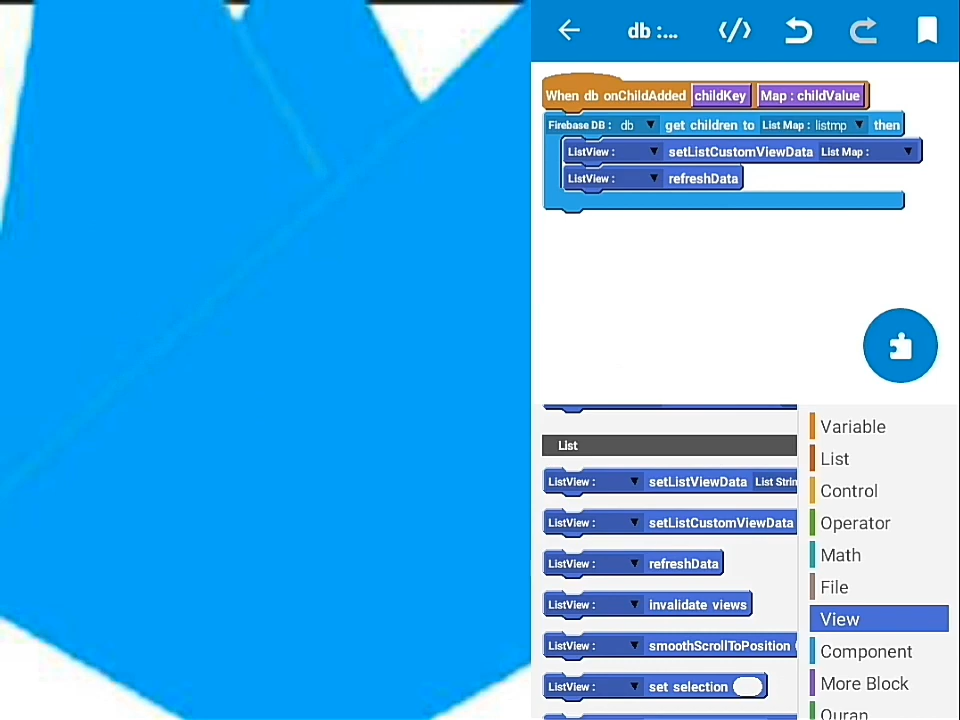 db :...
When db onChildAdded childKey Map : childValue
Firebase DB : db get children to List Map : listmp then
ListView : setListCustomViewData List Map :
ListView : refreshData
List
ListView : setListViewData List Strin
ListView : setListCustomViewData
ListView : refreshData
ListView : invalidate views
ListView : smoothScrollToPosition
ListView : set selection
Variable
List
Control
Operator
Math
File
View
Component
More Block
Quran